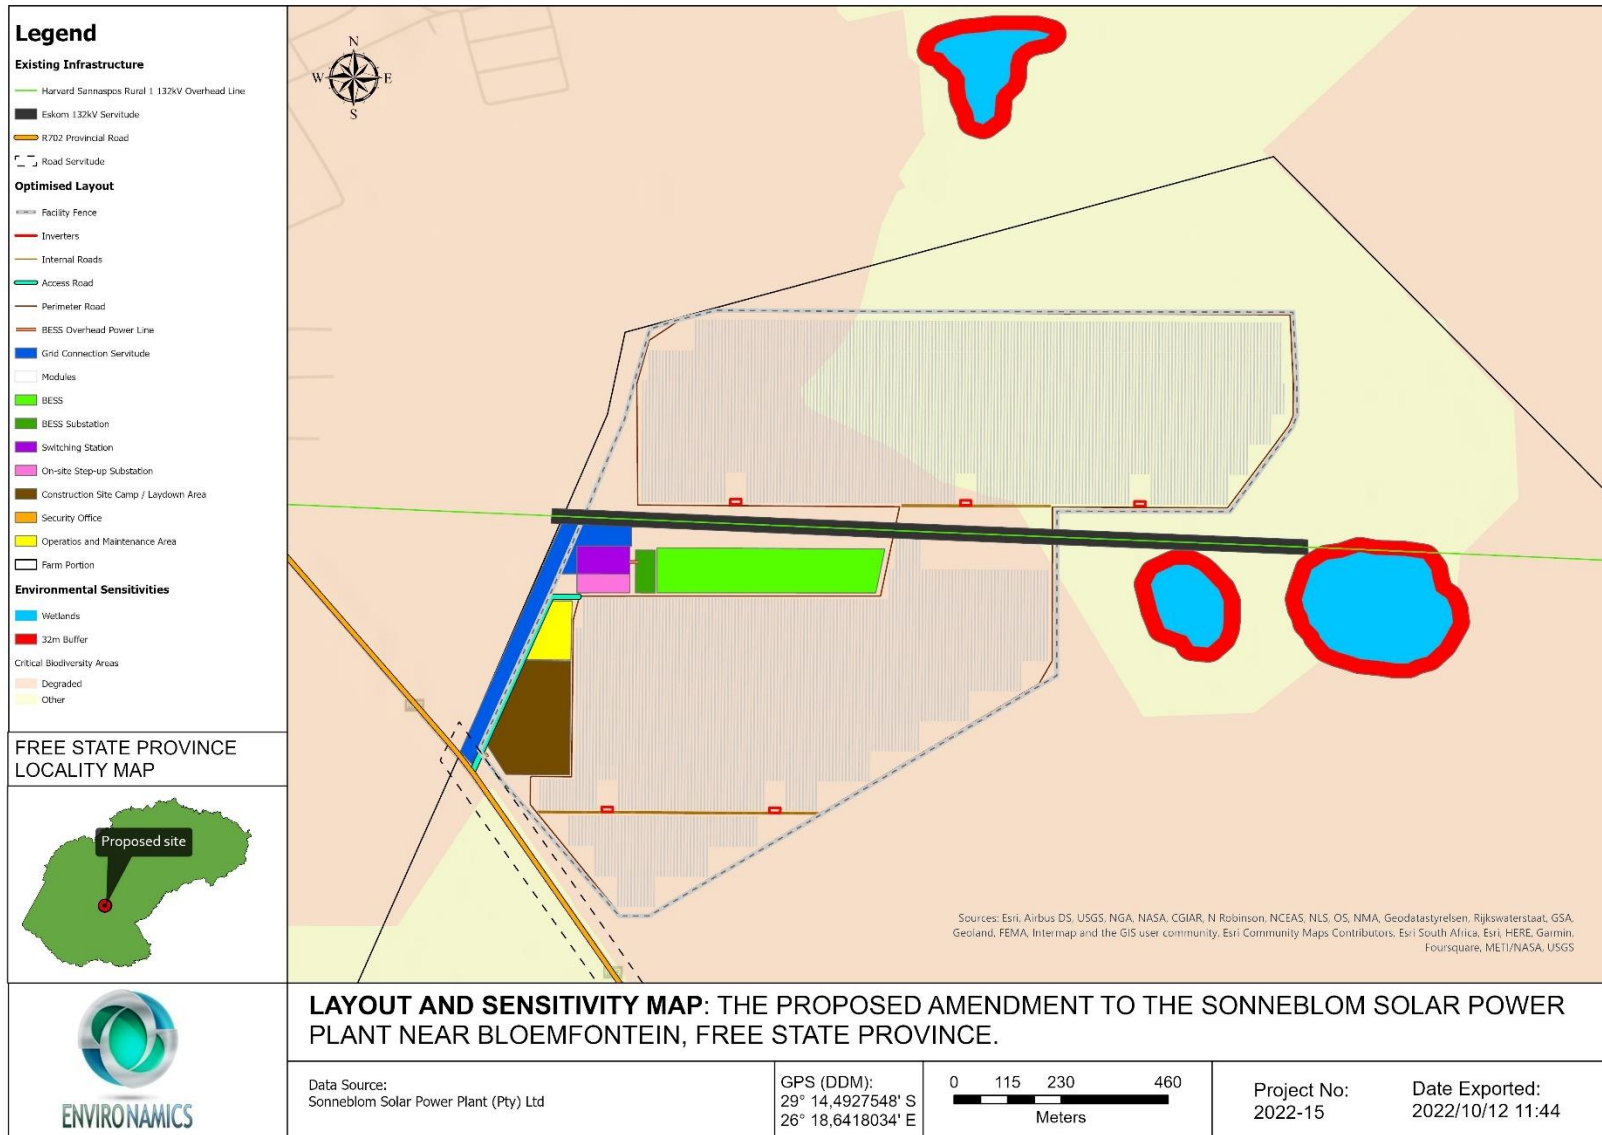 Legend
Existing Infrastructure
Harvard Sannaspos Rural 1 132kV Overhead Line
Eskom 132kV Servitude
R702 Provincial Road
Road Servitude
Optimised Layout
Facility Fence
Inverters
Internal Roads
Access Road
Perimeter Road
BESS Overhead Power Line
Grid Connection Servitude
Modules
BESS
BESS Substation
Switching Station
On-site Step-up Substation
Construction Site Camp / Laydown Area
Security Office
Operatios and Maintenance Area
Farm Portion
Environmental Sensitivities
Wetlands
32m Buffer
Critical Biodiversity Areas
Degraded
Other
FREE STATE PROVINCE
LOCALITY MAP
Proposed site
ENVIRONAMICS
N
W E
S
Sources: Esri, Airbus DS, USGS, NGA, NASA, CGIAR, N Robinson, NCEAS, NLS, OS, NMA, Geodatastyrelsen, Rijkswaterstaat, GSA,
Geoland, FEMA, Intermap and the GIS user community, Esri Community Maps Contributors, Esri South Africa, Esri, HERE, Garmin,
Foursquare, METI/NASA, USGS
LAYOUT AND SENSITIVITY MAP: THE PROPOSED AMENDMENT TO THE SONNEBLOM SOLAR POWER
PLANT NEAR BLOEMFONTEIN, FREE STATE PROVINCE.
Data Source:
Sonneblom Solar Power Plant (Pty) Ltd
GPS (DDM):
29° 14,4927548' S
26° 18,6418034' E
0 115 230 460
Meters
Project No:
2022-15
Date Exported:
2022/10/12 11:44